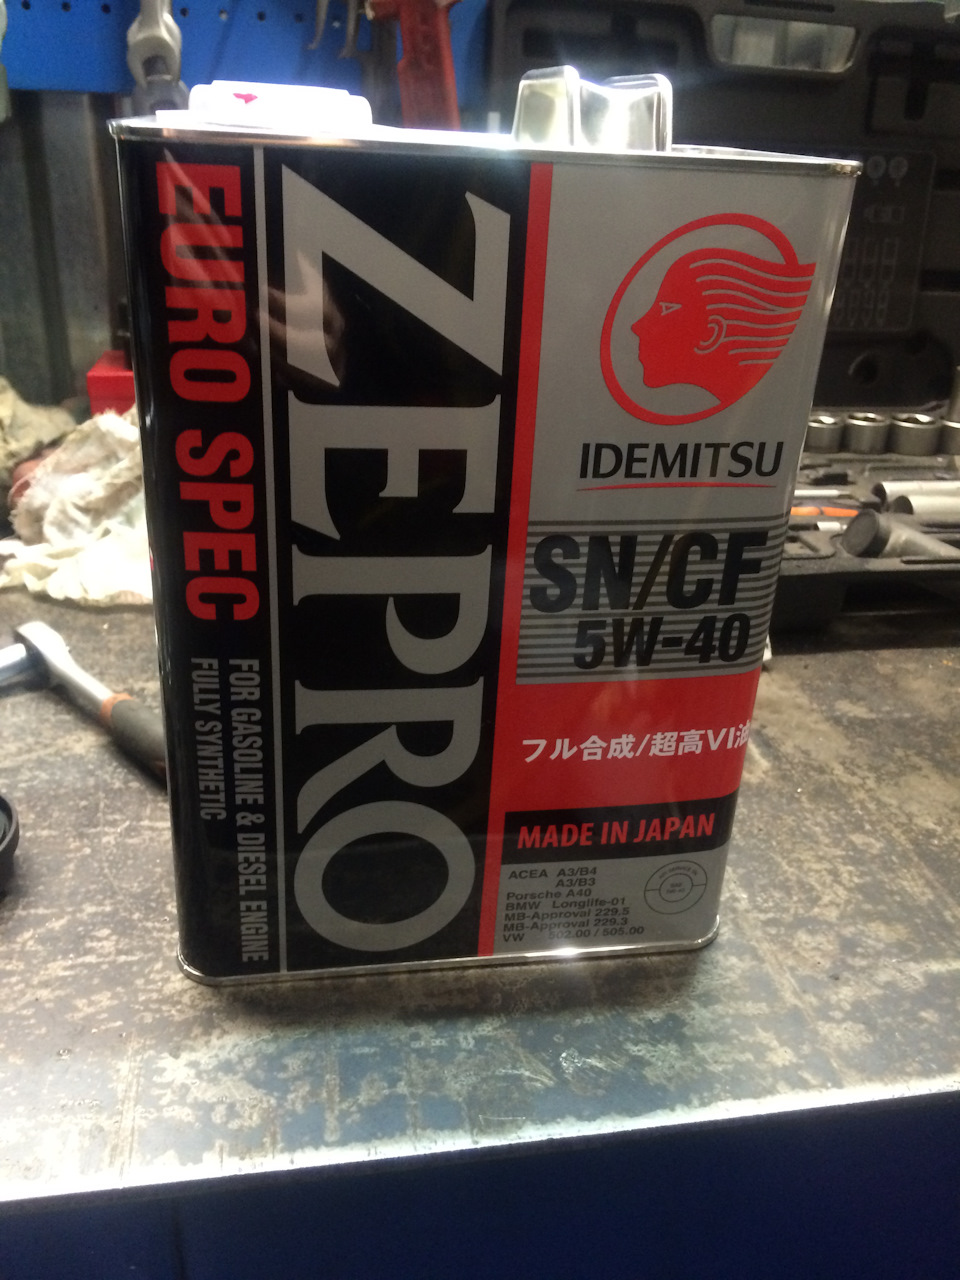 EURO SPEC
FOR GASOLINE & DIESEL ENGINE
FULLY SYNTHETIC
ZEPRO
IDEMITSU
SN/CF
5W-40
フル合成/超高VI油
MADE IN JAPAN
ACEA A3/B4
A3/B3
Porsche A40
BMW Longlife-01
MB-Approval 229.5
MB-Approval 229.3
VW 502.00 / 505.00